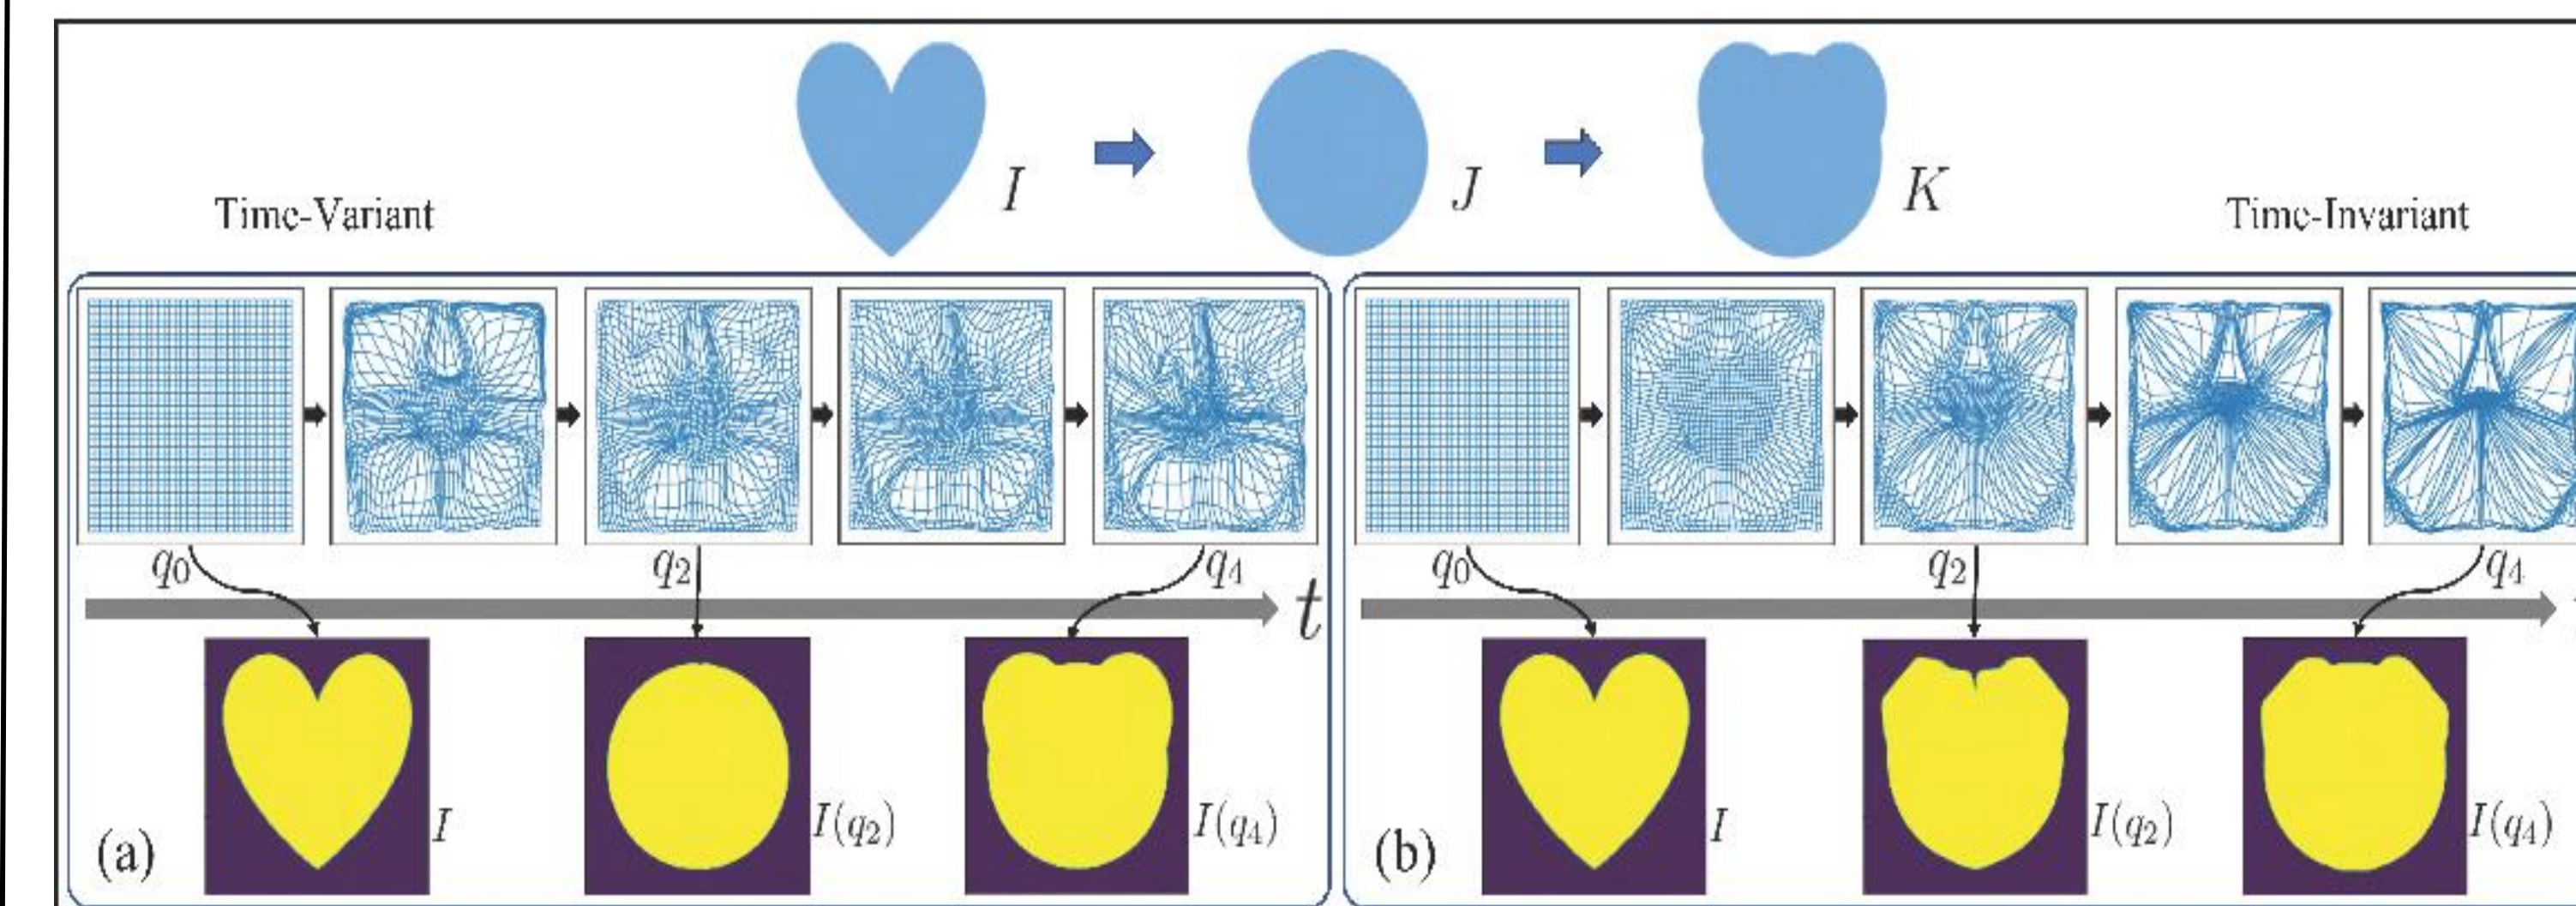 I
J
K
Time-Variant
Time-Invariant
q0
q2
q4
t
I
I(q2)
I(q4)
(a)
q0
q2
q4
I
I(q2)
I(q4)
(b)